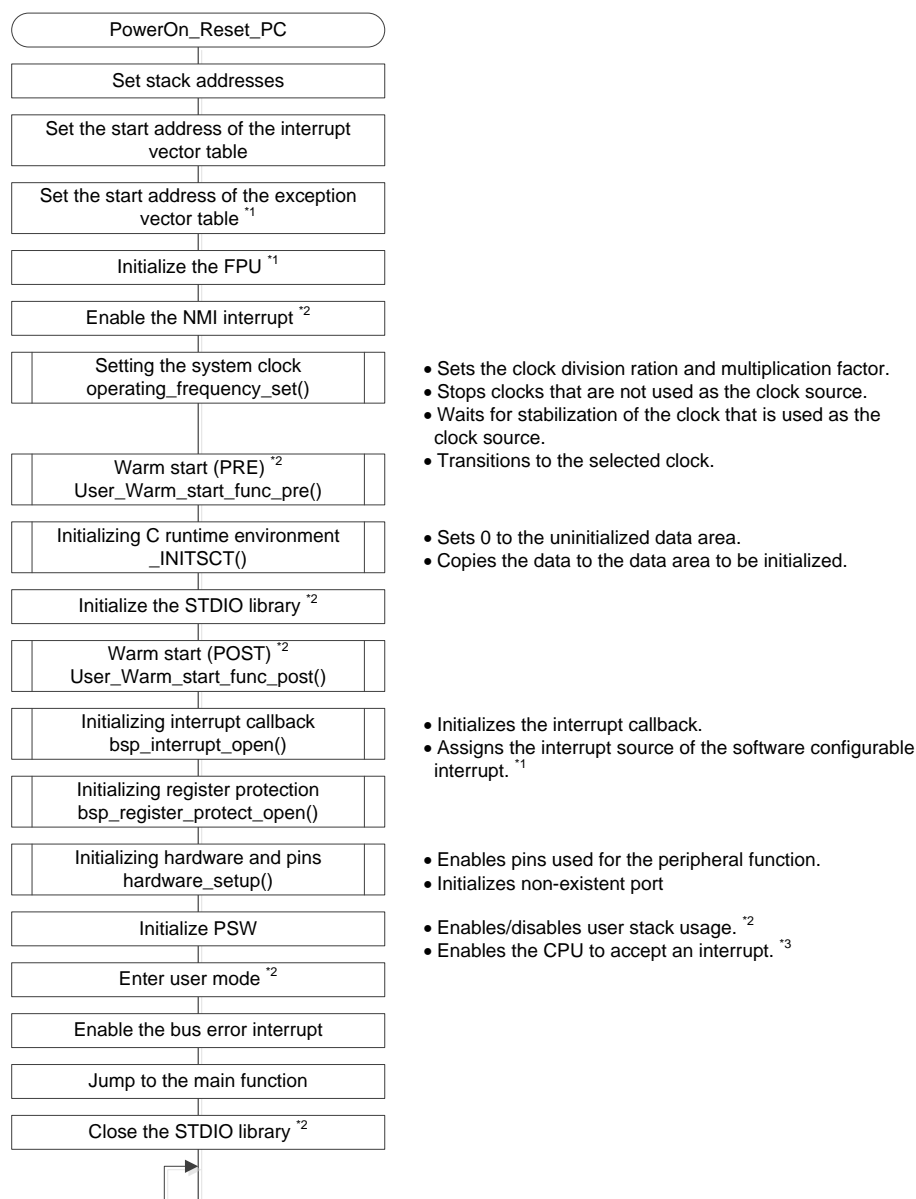 PowerOn_Reset_PC
Set stack addresses
Set the start address of the interrupt
vector table
Set the start address of the exception
vector table *1
Initialize the FPU *1
Enable the NMI interrupt *2
Setting the system clock
operating_frequency_set()
• Sets the clock division ration and multiplication factor.
• Stops clocks that are not used as the clock source.
• Waits for stabilization of the clock that is used as the
clock source.
• Transitions to the selected clock.
Warm start (PRE) *2
User_Warm_start_func_pre()
Initializing C runtime environment
_INITSCT()
• Sets 0 to the uninitialized data area.
• Copies the data to the data area to be initialized.
Initialize the STDIO library *2
Warm start (POST) *2
User_Warm_start_func_post()
Initializing interrupt callback
bsp_interrupt_open()
• Initializes the interrupt callback.
• Assigns the interrupt source of the software configurable
interrupt. *1
Initializing register protection
bsp_register_protect_open()
Initializing hardware and pins
hardware_setup()
• Enables pins used for the peripheral function.
• Initializes non-existent port
Initialize PSW
• Enables/disables user stack usage. *2
• Enables the CPU to accept an interrupt. *3
Enter user mode *2
Enable the bus error interrupt
Jump to the main function
Close the STDIO library *2